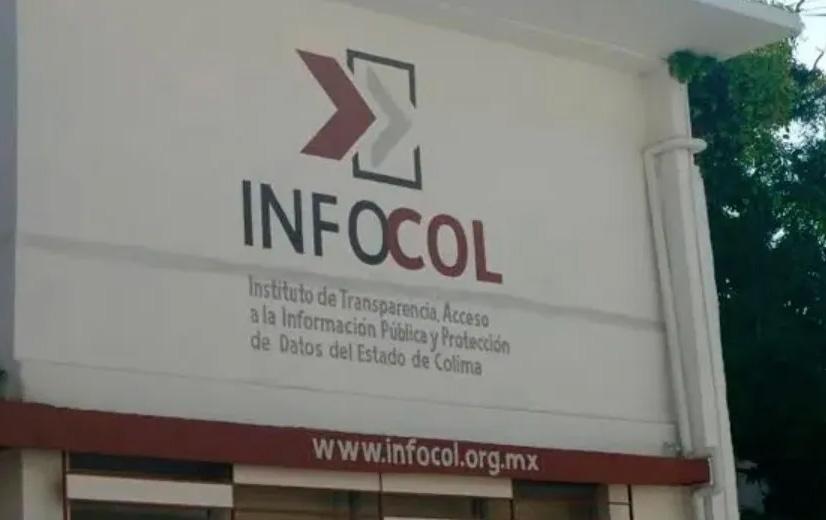 INFOCOL
Instituto de Transparencia, Acceso
a la Información Pública y Protección
de Datos del Estado de Colima
www.infocol.org.mx